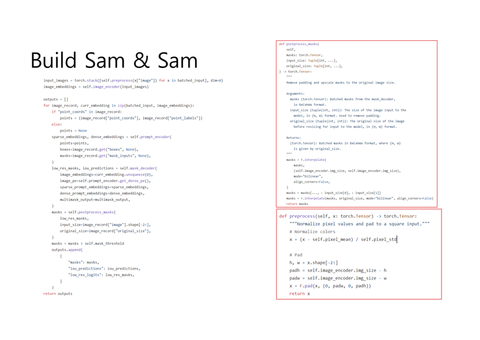 Build Sam & Sam
input_images = torch.stack([self.preprocess(x["image"]) for x in batched_input], dim=0)
image_embeddings = self.image_encoder(input_images)
outputs = []
for image_record, curr_embedding in zip(batched_input, image_embeddings):
if "point_coords" in image_record:
points = (image_record["point_coords"], image_record["point_labels"])
else:
points = None
sparse_embeddings, dense_embeddings = self.prompt_encoder(
points=points,
boxes=image_record.get("boxes", None),
masks=image_record.get("mask_inputs", None),
)
low_res_masks, iou_predictions = self.mask_decoder(
image_embeddings=curr_embedding.unsqueeze(0),
image_pe=self.prompt_encoder.get_dense_pe(),
sparse_prompt_embeddings=sparse_embeddings,
dense_prompt_embeddings=dense_embeddings,
multimask_output=multimask_output,
)
masks = self.postprocess_masks(
low_res_masks,
input_size=image_record["image"].shape[-2:],
original_size=image_record["original_size"],
)
masks = masks > self.mask_threshold
outputs.append(
{
"masks": masks,
"iou_predictions": iou_predictions,
"low_res_logits": low_res_masks,
}
)
return outputs
def postprocess_masks(
self,
masks: torch.Tensor,
input_size: Tuple[int, ...],
original_size: Tuple[int, ...],
) -> torch.Tensor:
"""
Remove padding and upscale masks to the original image size.
Arguments:
masks (torch.Tensor): Batched masks from the mask_decoder,
in BxCxHxW format.
input_size (tuple(int, int)): The size of the image input to the
model, in (H, W) format. Used to remove padding.
original_size (tuple(int, int)): The original size of the image
before resizing for input to the model, in (H, W) format.
Returns:
(torch.Tensor): Batched masks in BxCxHxW format, where (H, W)
is given by original_size.
"""
masks = F.interpolate(
masks,
(self.image_encoder.img_size, self.image_encoder.img_size),
mode="bilinear",
align_corners=False,
)
masks = masks[..., : input_size[0], : input_size[1]]
masks = F.interpolate(masks, original_size, mode="bilinear", align_corners=False)
return masks
def preprocess(self, x: torch.Tensor) -> torch.Tensor:
"""Normalize pixel values and pad to a square input."""
# Normalize colors
x = (x - self.pixel_mean) / self.pixel_std
# Pad
h, w = x.shape[-2:]
padh = self.image_encoder.img_size - h
padw = self.image_encoder.img_size - w
x = F.pad(x, (0, padw, 0, padh))
return x